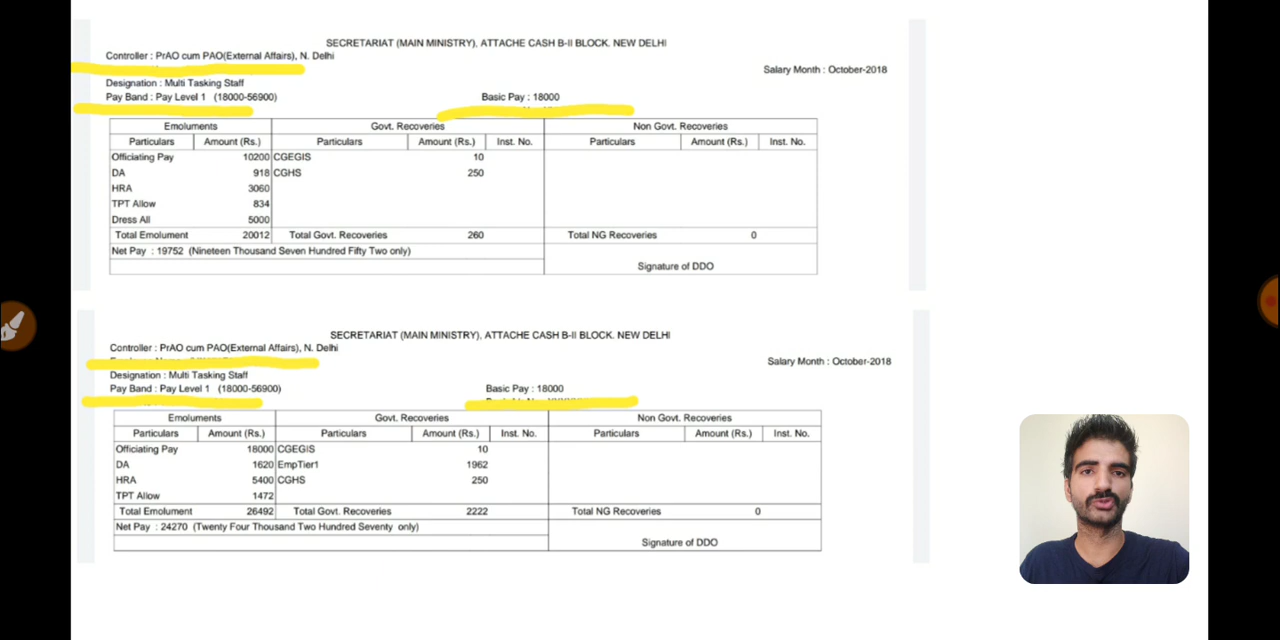 SECRETARIAT (MAIN MINISTRY), ATTACHE CASH B-II BLOCK. NEW DELHI
Controller : PrAO cum PAO(External Affairs), N. Delhi
Salary Month : October-2018
Designation : Multi Tasking Staff
Pay Band : Pay Level 1 (18000-56900) Basic Pay : 18000
Emoluments Govt. Recoveries Non Govt. Recoveries
Particulars Amount (Rs.) Particulars Amount (Rs.) Inst. No. Particulars Amount (Rs.) Inst. No.
Officiating Pay 10200 CGEGIS 10
DA 918 CGHS 250
HRA 3060
TPT Allow 834
Dress All 5000
Total Emolument 20012 Total Govt. Recoveries 260 Total NG Recoveries 0
Net Pay : 19752 (Nineteen Thousand Seven Hundred Fifty Two only)
Signature of DDO
SECRETARIAT (MAIN MINISTRY), ATTACHE CASH B-II BLOCK. NEW DELHI
Controller : PrAO cum PAO(External Affairs), N. Delhi
Salary Month : October-2018
Designation : Multi Tasking Staff
Pay Band : Pay Level 1 (18000-56900) Basic Pay : 18000
Emoluments Govt. Recoveries Non Govt. Recoveries
Particulars Amount (Rs.) Particulars Amount (Rs.) Inst. No. Particulars Amount (Rs.) Inst. No.
Officiating Pay 18000 CGEGIS 10
DA 1620 EmpTier1 1962
HRA 5400 CGHS 250
TPT Allow 1472
Total Emolument 26492 Total Govt. Recoveries 2222 Total NG Recoveries 0
Net Pay : 24270 (Twenty Four Thousand Two Hundred Seventy only)
Signature of DDO